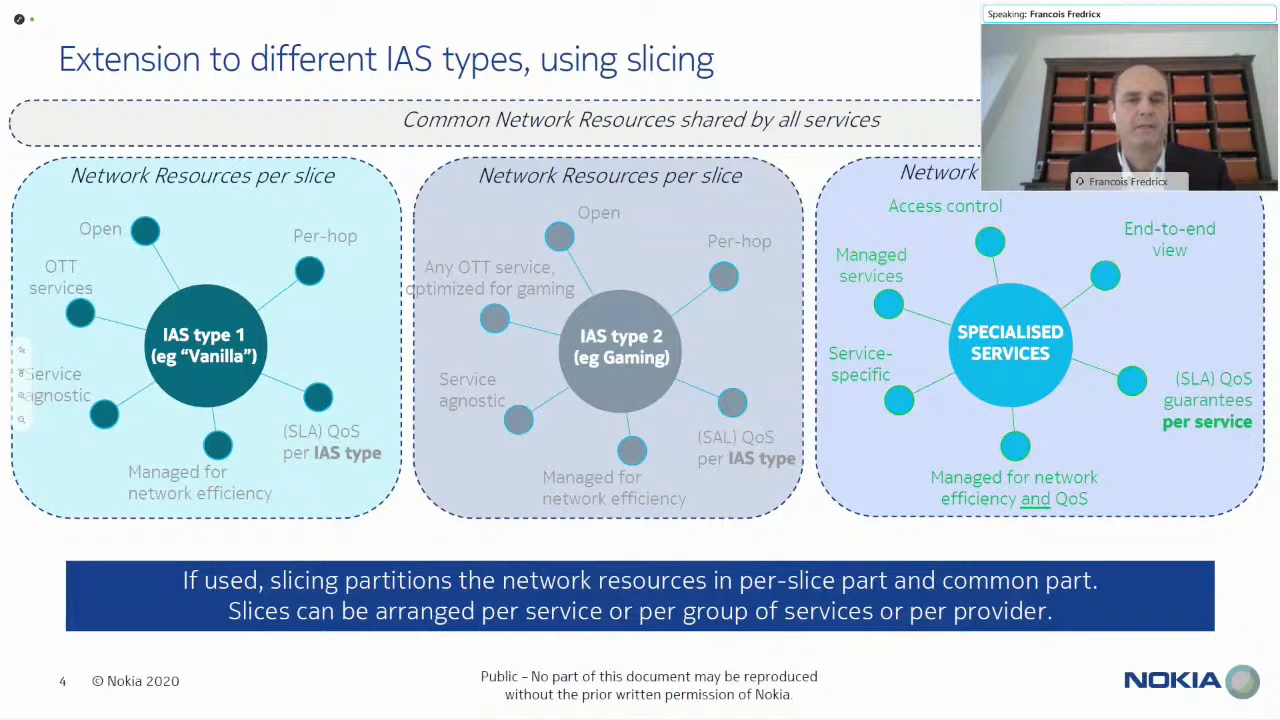 Speaking: Francois Fredricx
Extension to different IAS types, using slicing
Common Network Resources shared by all services
Francois Fredricx
Network Resources per slice
Open
Per-hop
OTT
services
IAS type 1
(eg “Vanilla”)
Service
agnostic
(SLA) QoS
per IAS type
Managed for
network efficiency
Network Resources per slice
Open
Per-hop
Any OTT service,
optimized for gaming
IAS type 2
(eg Gaming)
Service
agnostic
(SAL) QoS
per IAS type
Managed for
network efficiency
Network
Access control
End-to-end
view
Managed
services
SPECIALISED
SERVICES
Service-
specific
(SLA) QoS
guarantees
per service
Managed for network
efficiency and QoS
If used, slicing partitions the network resources in per-slice part and common part.
Slices can be arranged per service or per group of services or per provider.
4 © Nokia 2020
Public – No part of this document may be reproduced
without the prior written permission of Nokia.
NOKIA